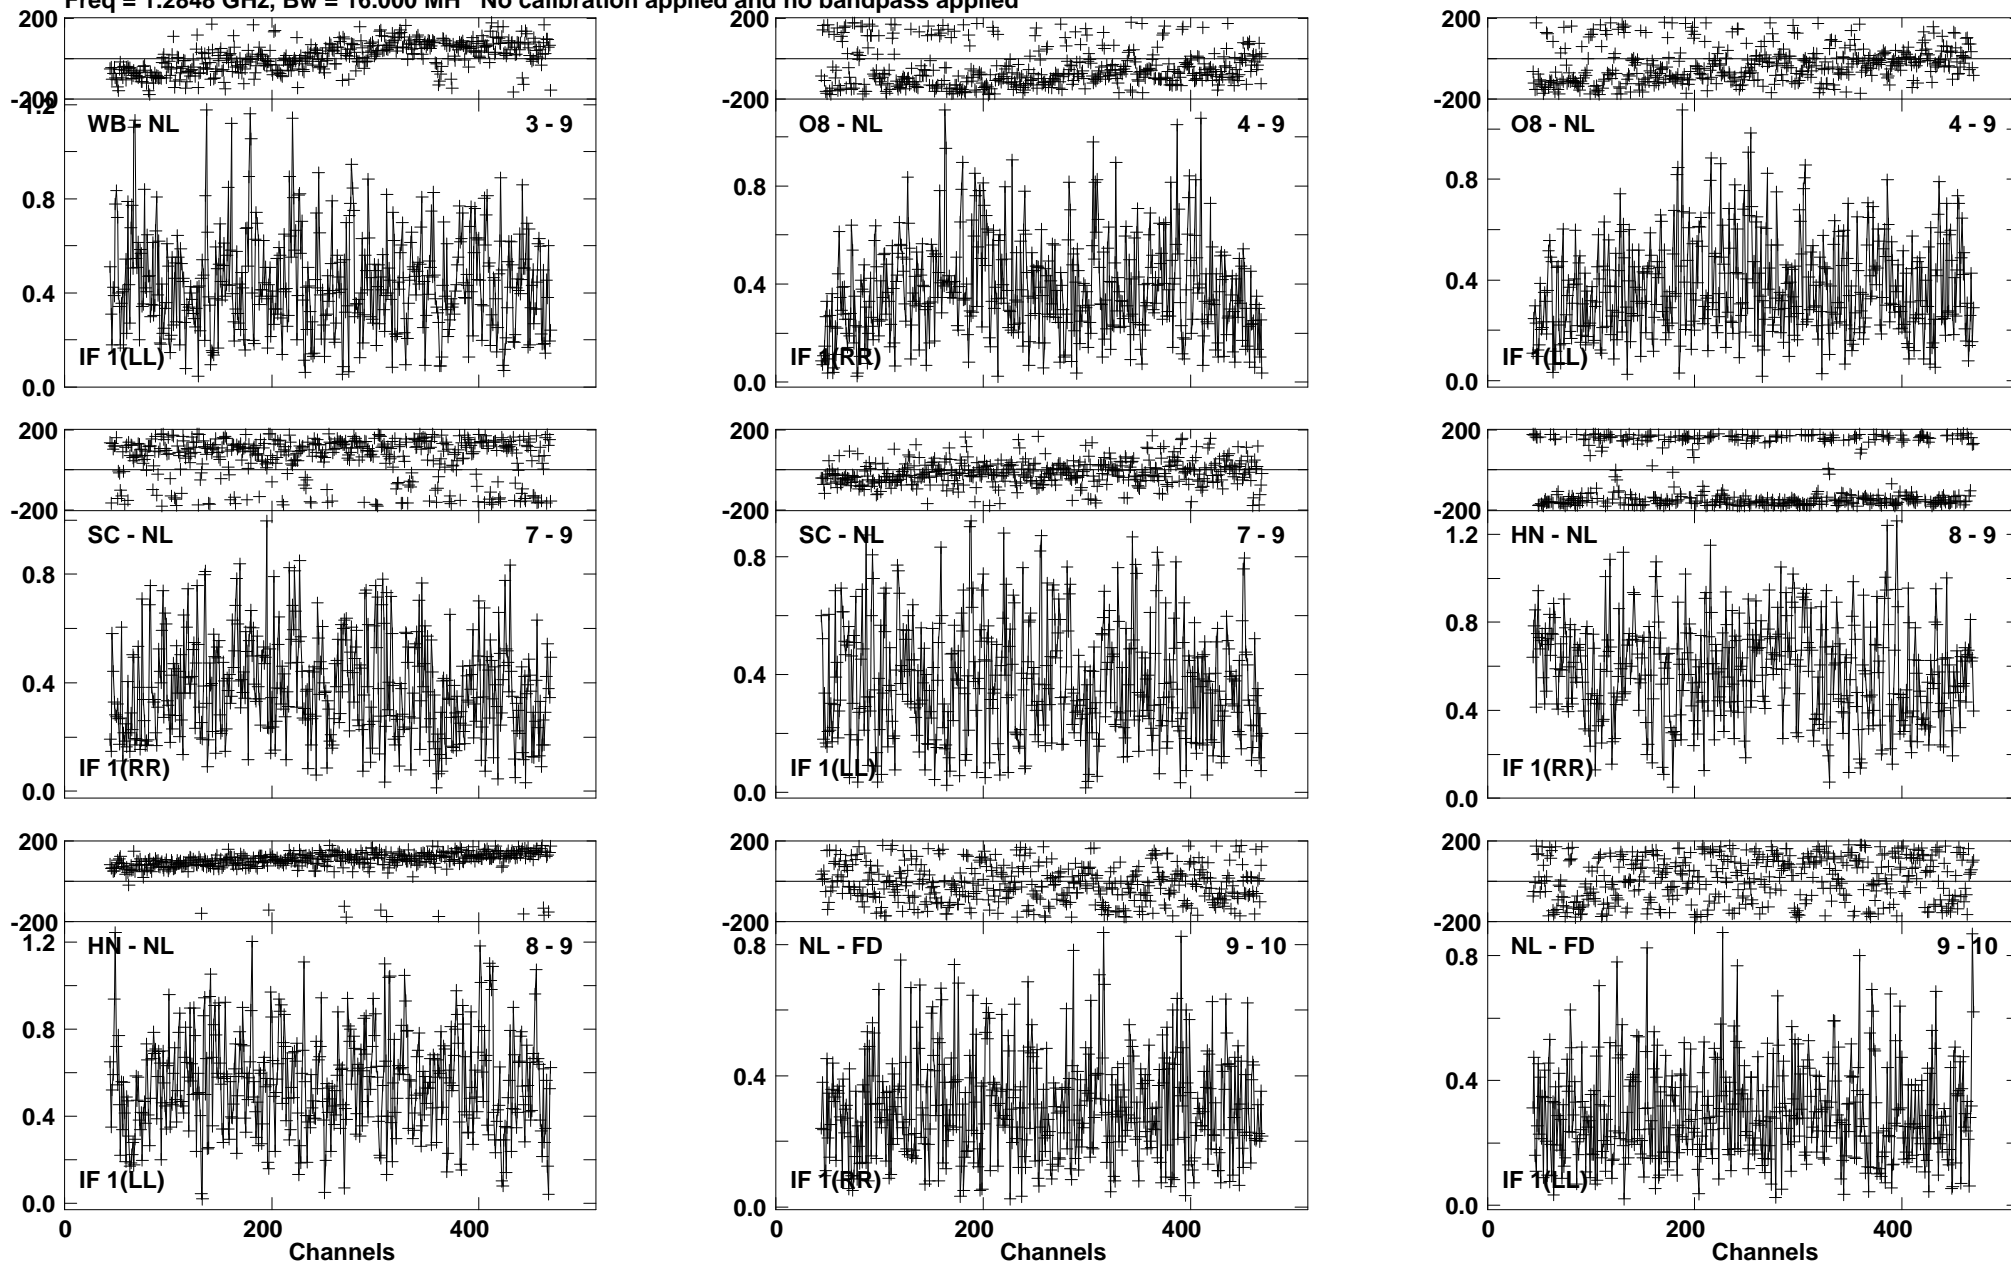 Freq = 1.2848 GHz, Bw = 16.000 MH No calibration applied and no bandpass applied
200 200 200
-200 -200 -200
1.2
WB - NL 3 - 9 O8 - NL 4 - 9 O8 - NL 4 - 9
0.8 0.8 0.8
0.4 0.4 0.4
IF 1(LL) IF 1(RR) IF 1(LL)
0.0 0.0 0.0
200 200 200
-200 -200 -200
SC - NL 7 - 9 SC - NL 7 - 9 HN - NL 8 - 9
1.2
0.8 0.8 0.8
0.4 0.4 0.4
IF 1(RR) IF 1(LL) IF 1(RR)
0.0 0.0 0.0
200 200 200
-200 -200 -200
HN - NL 8 - 9 NL - FD 9 - 10 NL - FD 9 - 10
1.2 0.8 0.8
0.8
0.4 0.4 0.4
IF 1(LL) IF 1(RR) IF 1(LL)
0.0 0.0 0.0
0 200 400 0 200 400 0 200 400
Channels Channels Channels